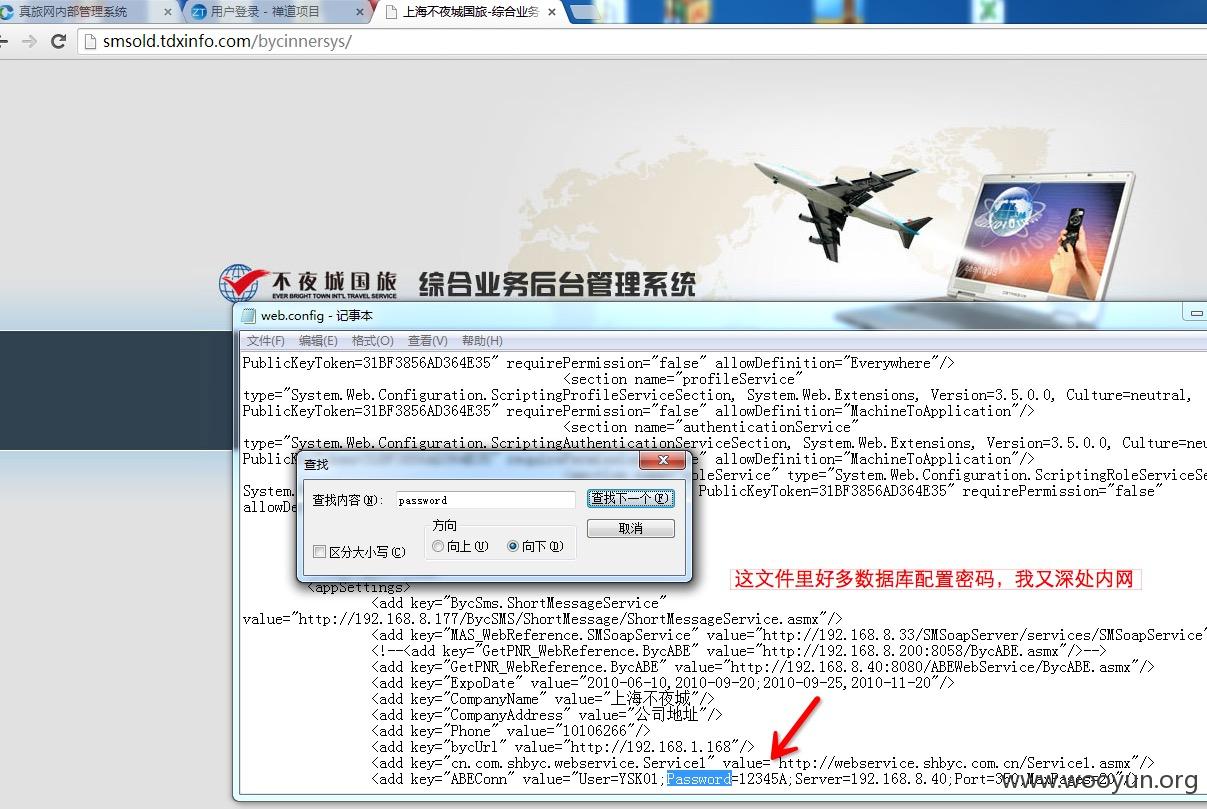 真旅网内部管理系统
用户登录 - 禅道项目
上海不夜城国旅-综合业务
smsold.tdxinfo.com/bycinnersys/
不夜城国旅 综合业务后台管理系统
EVER BRIGHT TOWN INT'L TRAVEL SERVICE
web.config - 记事本
文件(F) 编辑(E) 格式(O) 查看(V) 帮助(H)
PublicKeyToken=31BF3856AD364E35" requirePermission="false" allowDefinition="Everywhere"/>
<section name="profileService"
type="System.Web.Configuration.ScriptingProfileServiceSection, System.Web.Extensions, Version=3.5.0.0, Culture=neutral,
PublicKeyToken=31BF3856AD364E35" requirePermission="false" allowDefinition="MachineToApplication"/>
<section name="authenticationService"
type="System.Web.Configuration.ScriptingAuthenticationServiceSection, System.Web.Extensions, Version=3.5.0.0, Culture=neu
Publi " allowDefinition="MachineToApplication"/>
oleService" type="System.Web.Configuration.ScriptingRoleServiceSe
System. PublicKeyToken=31BF3856AD364E35" requirePermission="false"
allowDe
查找
查找内容(N): password
查找下一个(F)
方向
取消
区分大小写(C)
向上(U) 向下(D)
这文件里好多数据库配置密码，我又深处内网
<appSettings>
<add key="BycSms.ShortMessageService"
value="http://192.168.8.177/BycSMS/ShortMessage/ShortMessageService.asmx"/>
<add key="MAS_WebReference.SMSoapService" value="http://192.168.8.33/SMSoapServer/services/SMSoapService"
<!--<add key="GetPNR_WebReference.BycABE" value="http://192.168.8.200:8058/BycABE.asmx"/>-->
<add key="GetPNR_WebReference.BycABE" value="http://192.168.8.40:8080/ABEWebService/BycABE.asmx"/>
<add key="ExpoDate" value="2010-06-10,2010-09-20;2010-09-25,2010-11-20"/>
<add key="CompanyName" value="上海不夜城"/>
<add key="CompanyAddress" value="公司地址"/>
<add key="Phone" value="10106266"/>
<add key="bycUrl" value="http://192.168.1.168"/>
<add key="cn.com.shbyc.webservice.Service1" value="http://webservice.shbyc.com.cn/Service1.asmx"/>
<add key="ABEConn" value="User=YSK01;Password=12345A;Server=192.168.8.40;Port=350;MaxPages=20"/>
www.wooyun.org